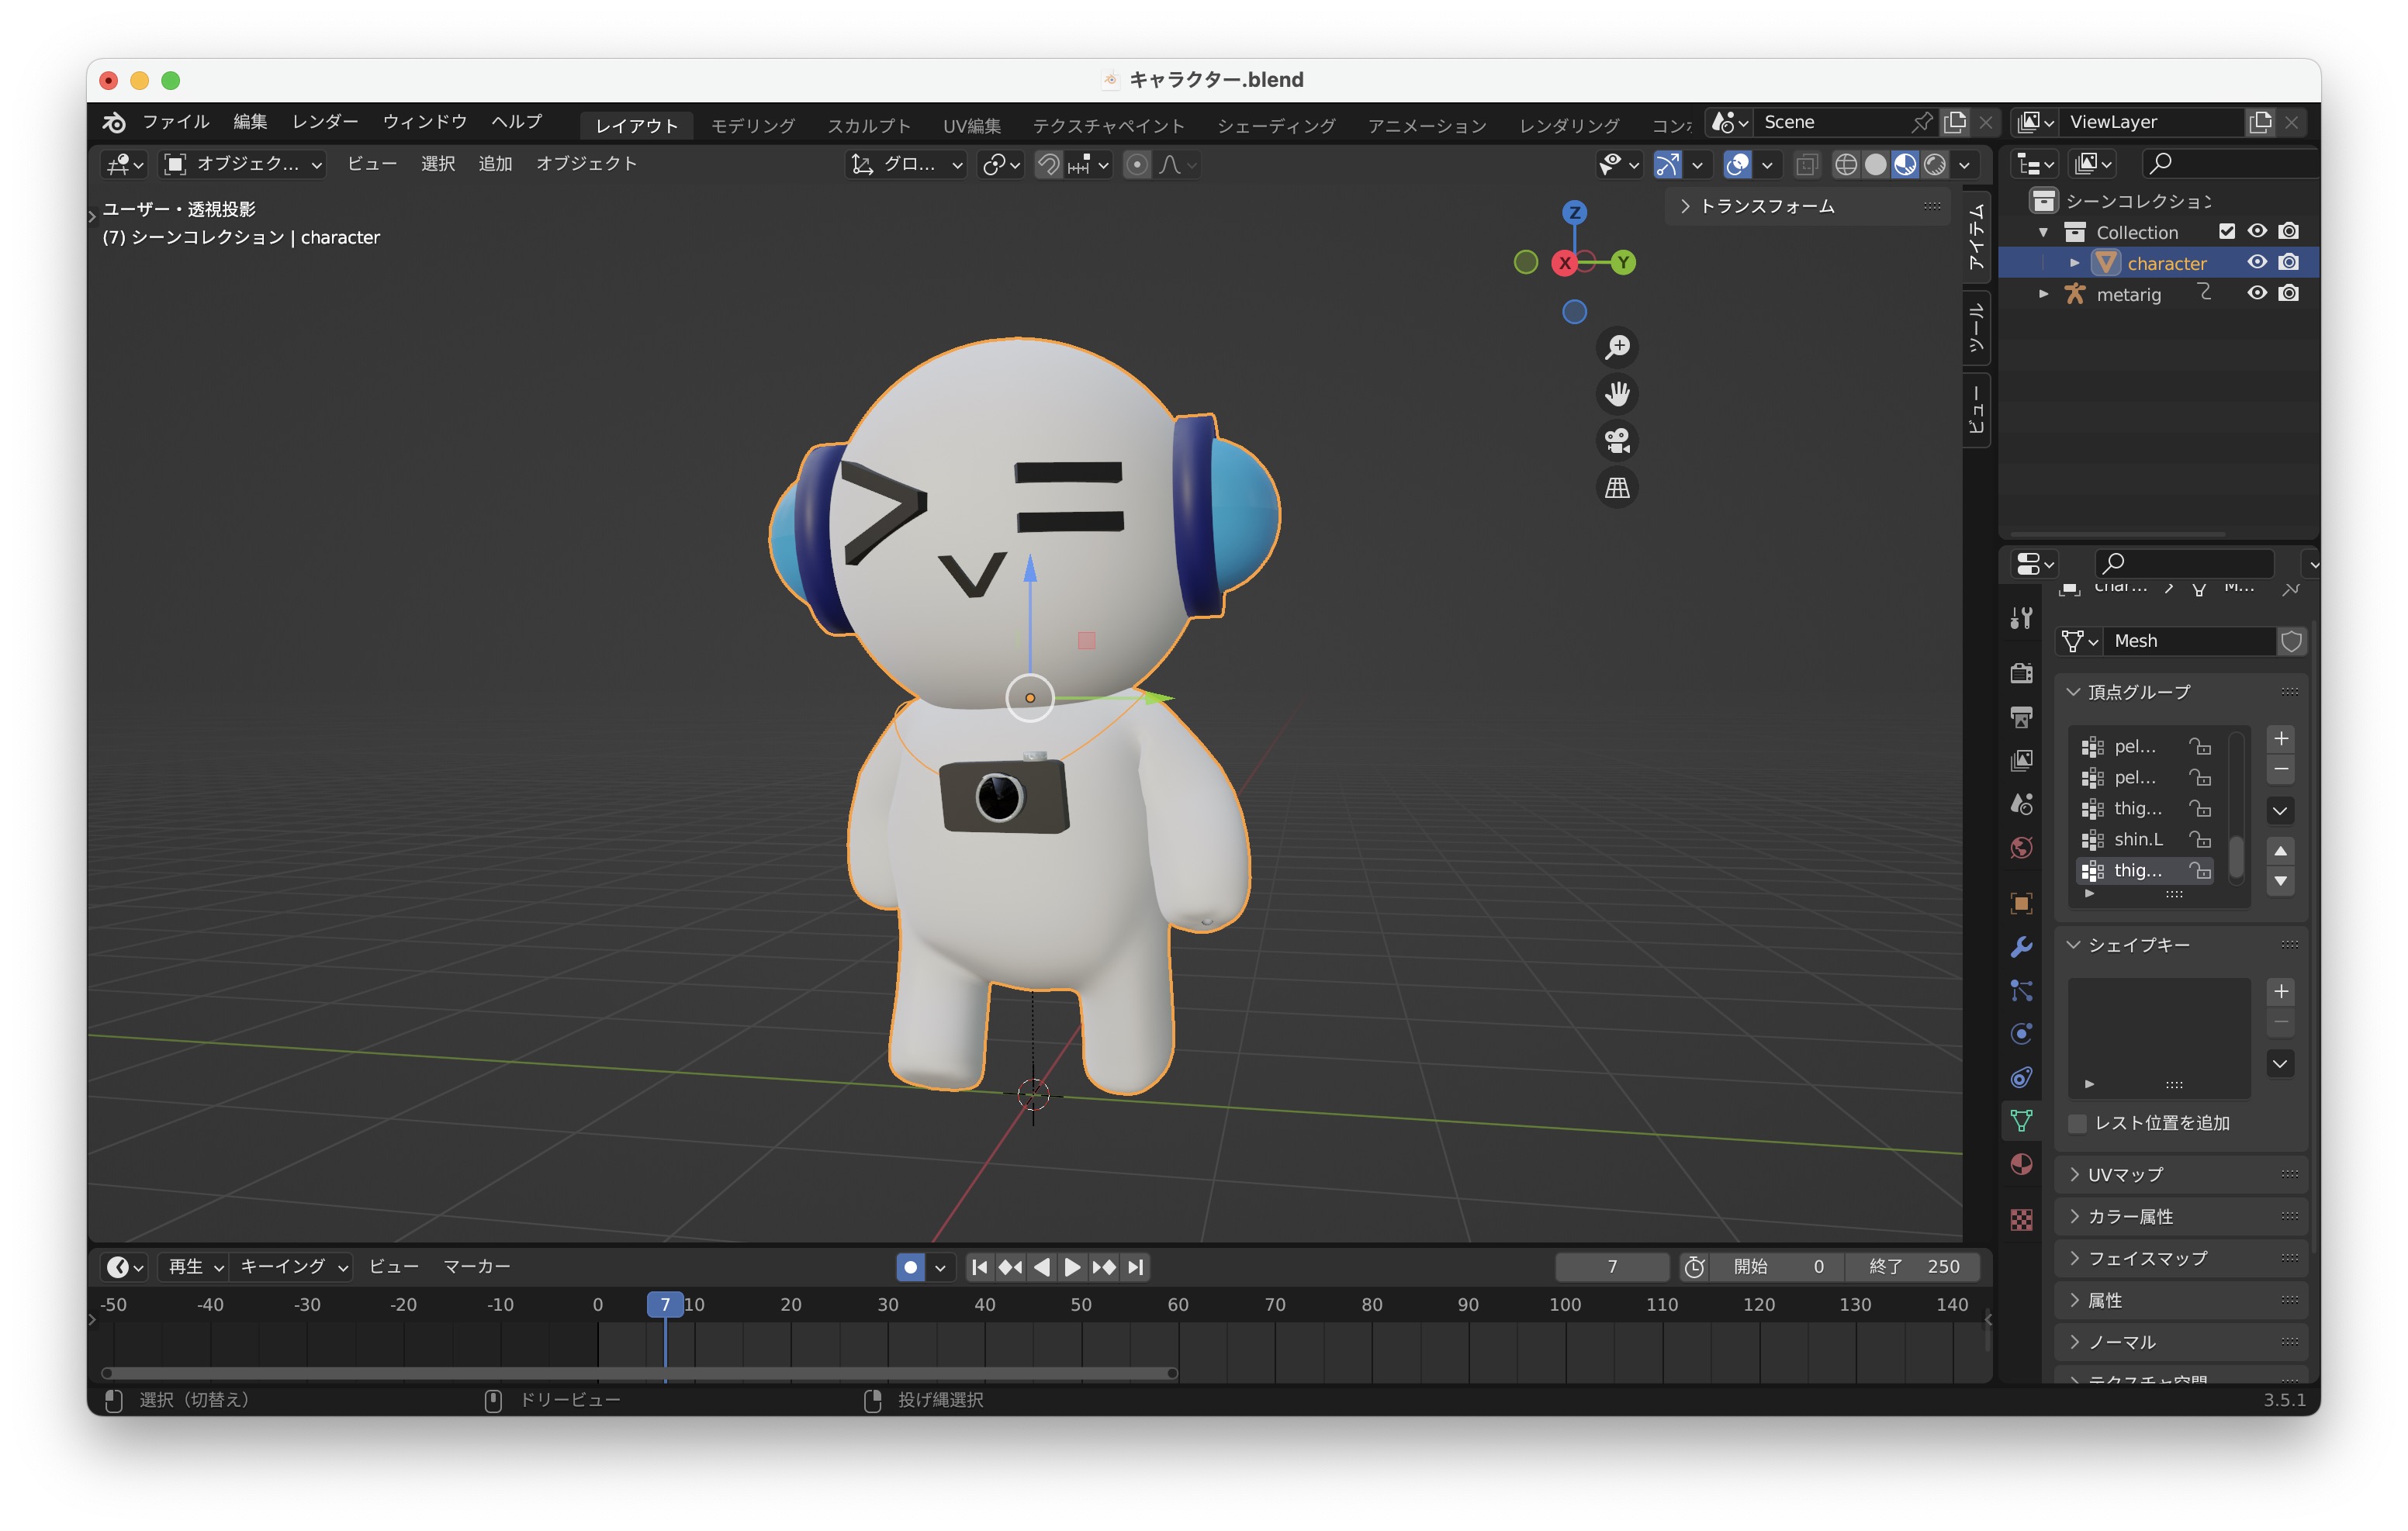 キャラクター.blend
ファイル 編集 レンダー ウィンドウ ヘルプ レイアウト モデリング スカルプト UV編集 テクスチャペイント シェーディング アニメーション レンダリング Scene ViewLayer
オブジェク... ビュー 選択 追加 オブジェクト グロ...
ユーザー・透視投影
(7) シーンコレクション | character
Z
X
Y
トランスフォーム
アイテム
ツール
ビュー
シーンコレクション
Collection
character
metarig
char... M...
Mesh
頂点グループ
pel...
pel...
thig...
shin.L
thig...
シェイプキー
レスト位置を追加
UVマップ
カラー属性
フェイスマップ
属性
ノーマル
テクスチャ空間
再生 キーイング ビュー マーカー 7 開始 0 終了 250
-50 -40 -30 -20 -10 0 7 10 20 30 40 50 60 70 80 90 100 110 120 130 140
選択（切替え） ドリービュー 投げ縄選択 3.5.1